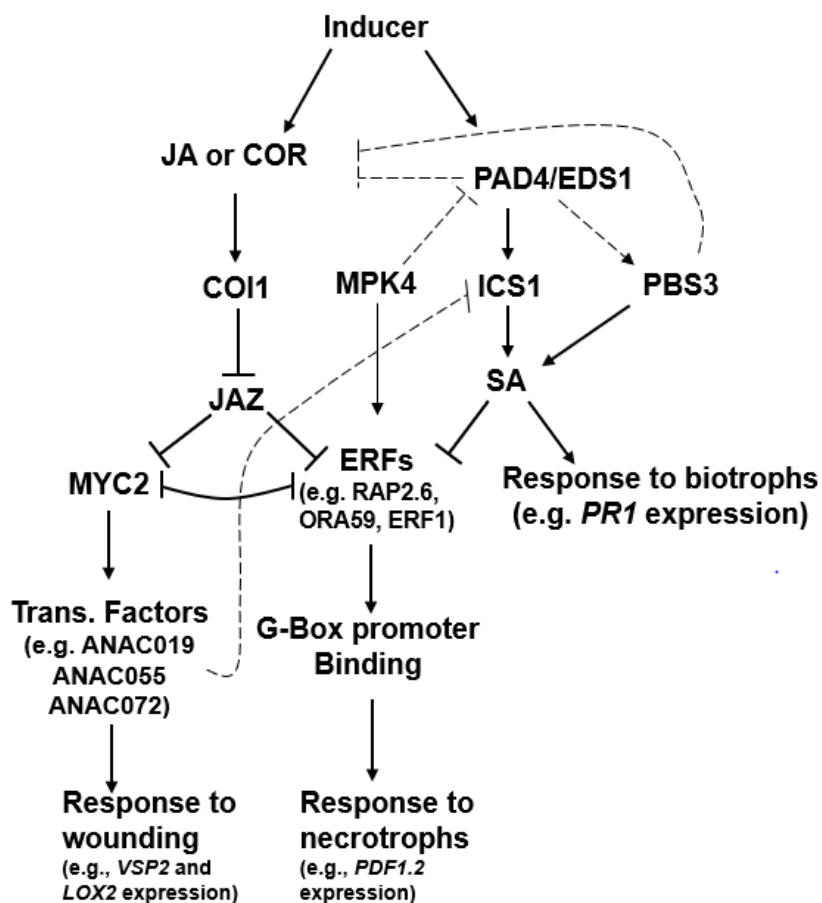 Inducer
JA or COR
PAD4/EDS1
COI1
MPK4
ICS1
PBS3
JAZ
SA
MYC2
ERFs
(e.g. RAP2.6,
ORA59, ERF1)
Response to biotrophs
(e.g. PR1 expression)
Trans. Factors
(e.g. ANAC019
ANAC055
ANAC072)
G-Box promoter
Binding
Response to
wounding
(e.g., VSP2 and
LOX2 expression)
Response to
necrotrophs
(e.g., PDF1.2
expression)